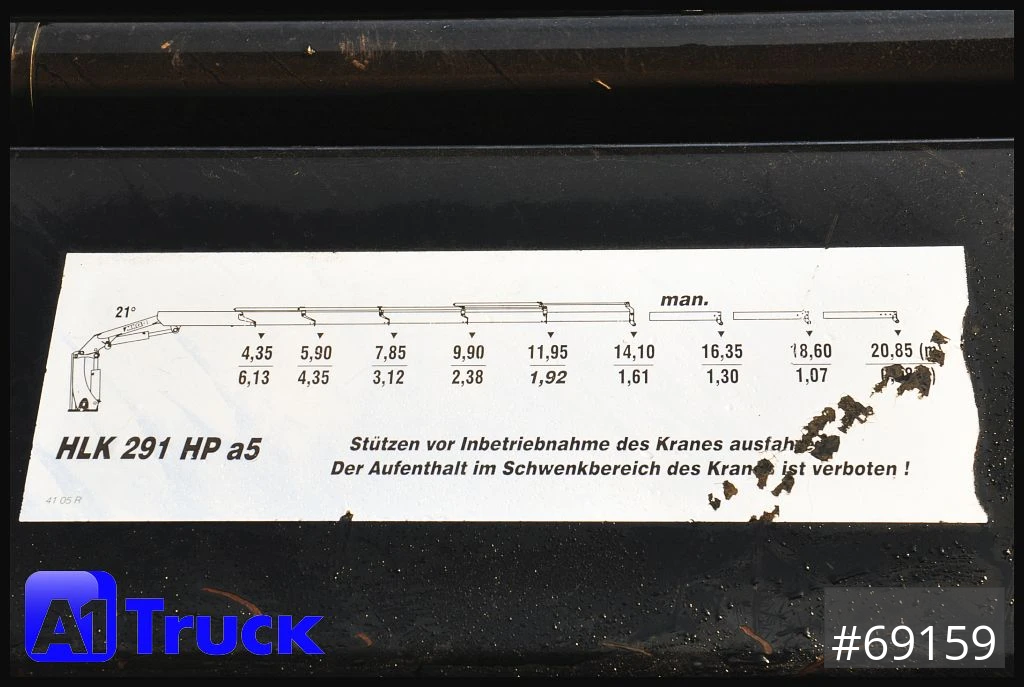 man.
21°
4,35 5,90 7,85 9,90 11,95 14,10 16,35 18,60 20,85
6,13 4,35 3,12 2,38 1,92 1,61 1,30 1,07
HLK 291 HP a5
Stützen vor Inbetriebnahme des Kranes
Der Aufenthalt im Schwenkbereich des ist verboten !
41 05 R
A1 Truck
#69159